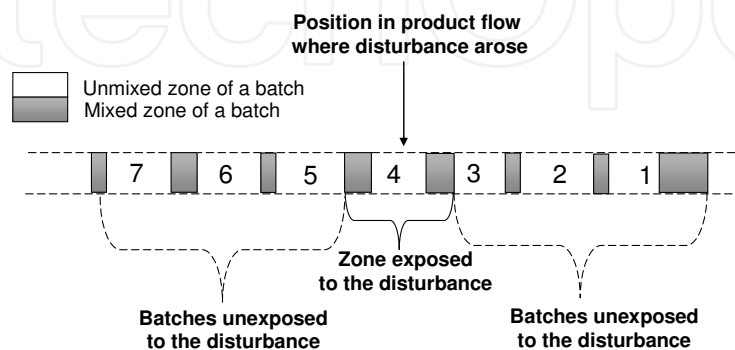 techOp
Position in product flow
where disturbance arose
Unmixed zone of a batch
Mixed zone of a batch
7 6 5 4 3 2 1
Zone exposed
to the disturbance
Batches unexposed
to the disturbance
Batches unexposed
to the disturbance